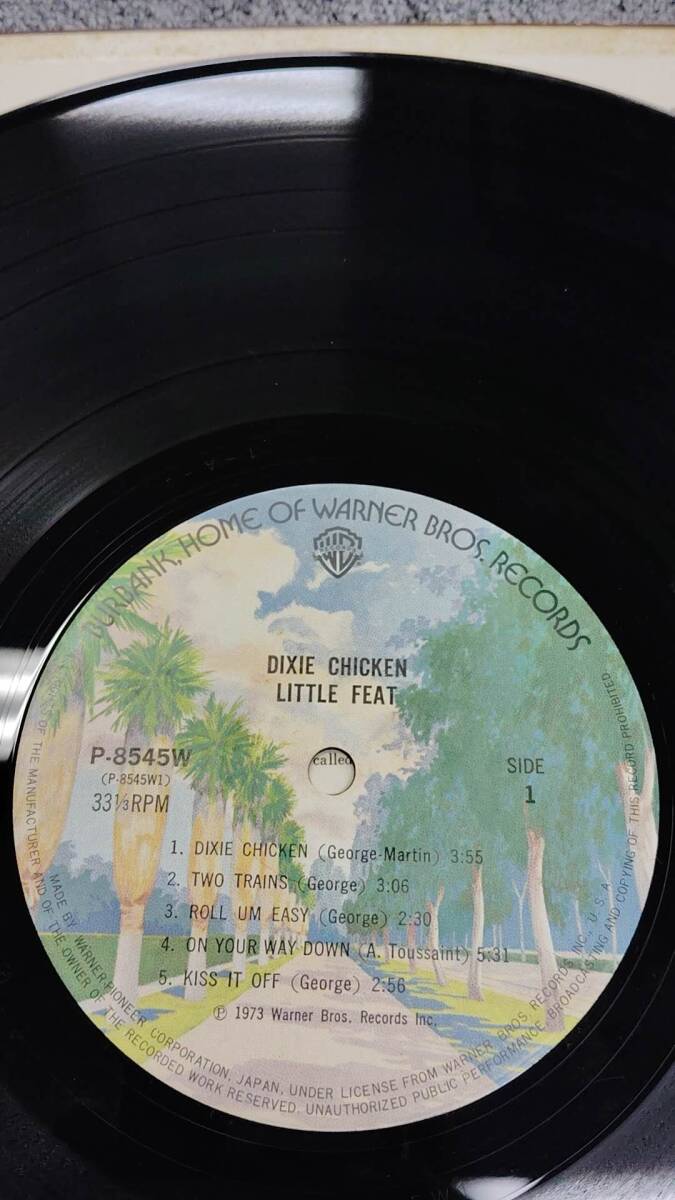 BURBANK, HOME OF WARNER BROS. RECORDS
DIXIE CHICKEN
LITTLE FEAT
P-8545W
(P-8545W1)
33⅓RPM
called
SIDE
1
1. DIXIE CHICKEN (George-Martin) 3:55
2. TWO TRAINS (George) 3:06
3. ROLL UM EASY (George) 2:30
4. ON YOUR WAY DOWN (A. Toussaint) 5:31
5. KISS IT OFF (George) 2:56
Ⓟ 1973 Warner Bros. Records Inc.
MADE BY WARNER-PIONEER CORPORATION, JAPAN, UNDER LICENSE FROM WARNER BROS. RECORDS INC., U.S.A.
OF THE MANUFACTURER AND OF THE OWNER OF THE RECORDED WORK RESERVED. UNAUTHORIZED PUBLIC PERFORMANCE, BROADCASTING AND COPYING OF THIS RECORD PROHIBITED